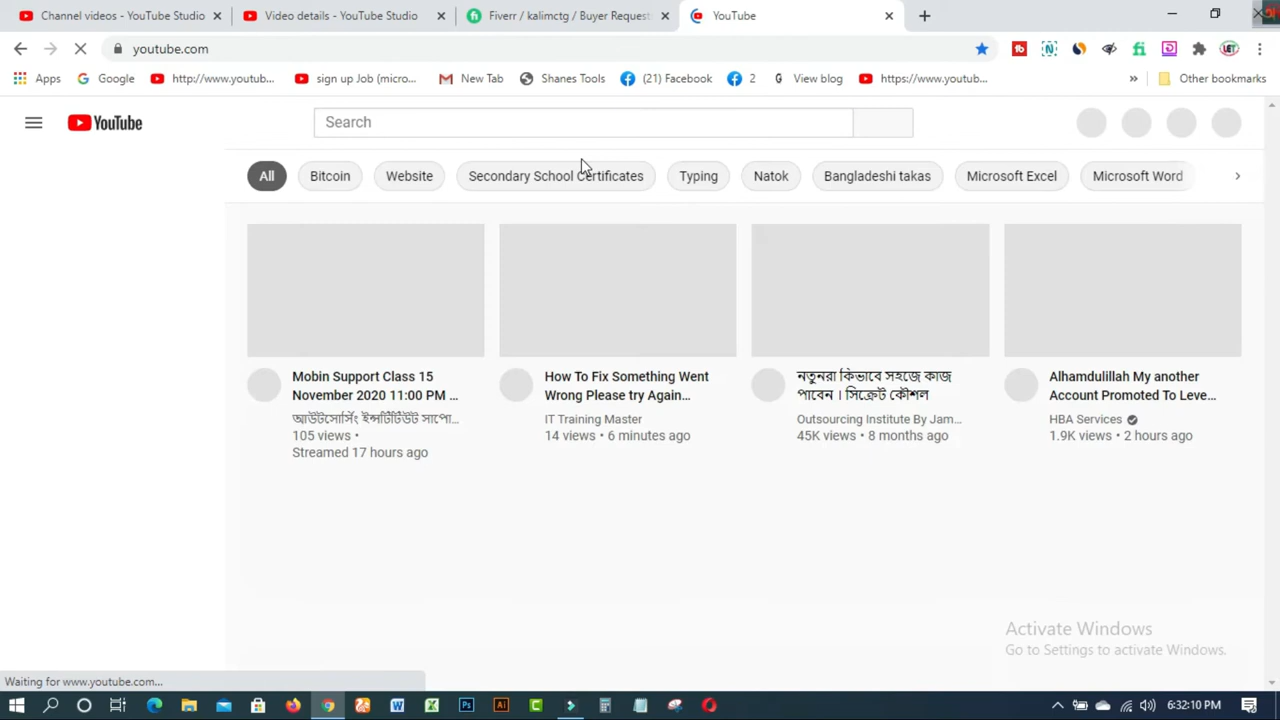 Channel videos - YouTube Studio
Video details - YouTube Studio
Fiverr / kalimctg / Buyer Request
YouTube
youtube.com
Apps
Google
http://www.youtub...
sign up Job (micro...
New Tab
Shanes Tools
(21) Facebook
2
View blog
https://www.youtub...
»
Other bookmarks
YouTube
Search
All
Bitcoin
Website
Secondary School Certificates
Typing
Natok
Bangladeshi takas
Microsoft Excel
Microsoft Word
Mobin Support Class 15
November 2020 11:00 PM ...
আউটসোর্সিং ইন্সটিটিউট সাপো...
105 views •
Streamed 17 hours ago
How To Fix Something Went
Wrong Please try Again...
IT Training Master
14 views • 6 minutes ago
নতুনরা কিভাবে সহজে কাজ
পাবেন । সিক্রেট কৌশল
Outsourcing Institute By Jam...
45K views • 8 months ago
Alhamdulillah My another
Account Promoted To Leve...
HBA Services
1.9K views • 2 hours ago
Activate Windows
Go to Settings to activate Windows.
Waiting for www.youtube.com...
6:32:10 PM